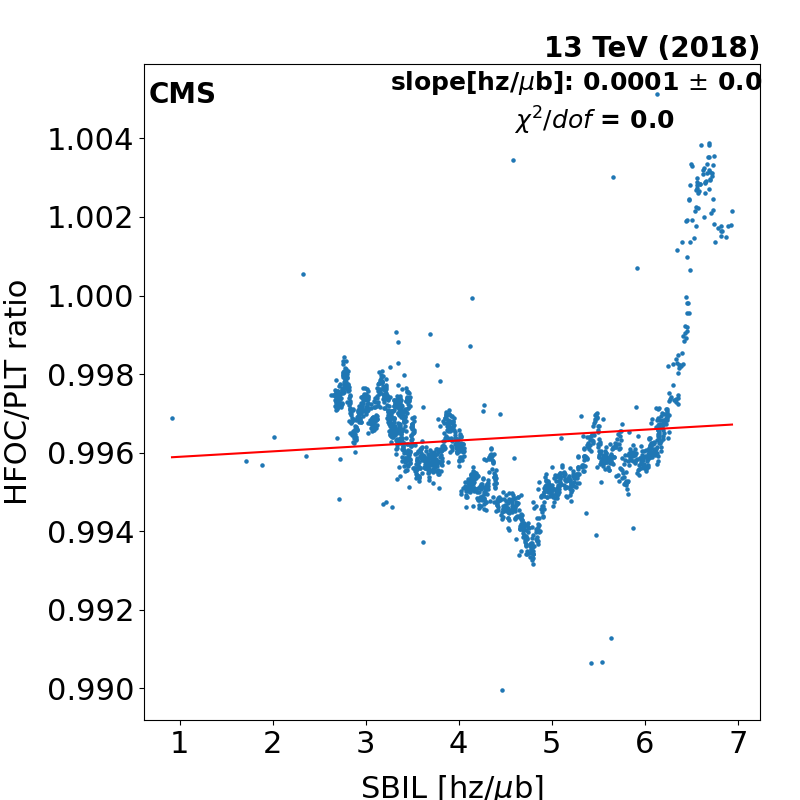 13 TeV (2018)
CMS
slope[hz/μb]: 0.0001 ± 0.0
χ²/dof = 0.0
HFOC/PLT ratio
1.004
1.002
1.000
0.998
0.996
0.994
0.992
0.990
1 2 3 4 5 6 7
SBIL [hz/μb]